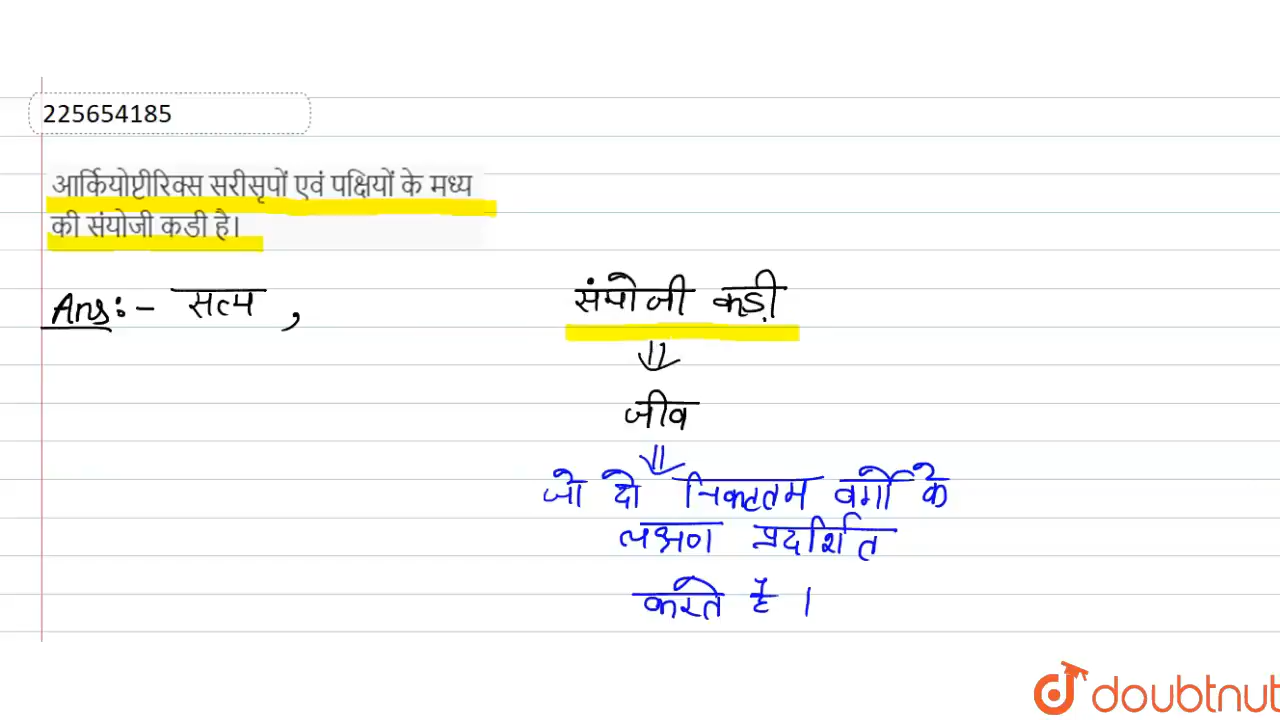 225654185
आर्कियोप्टीरिक्स सरीसृपों एवं पक्षियों के मध्य
की संयोजी कडी है।
Ans:- सत्य ,
संयोजी कड़ी
जीव
जो दो निकटतम वर्गो के
लक्षण प्रदर्शित
करते है ।
doubtnut